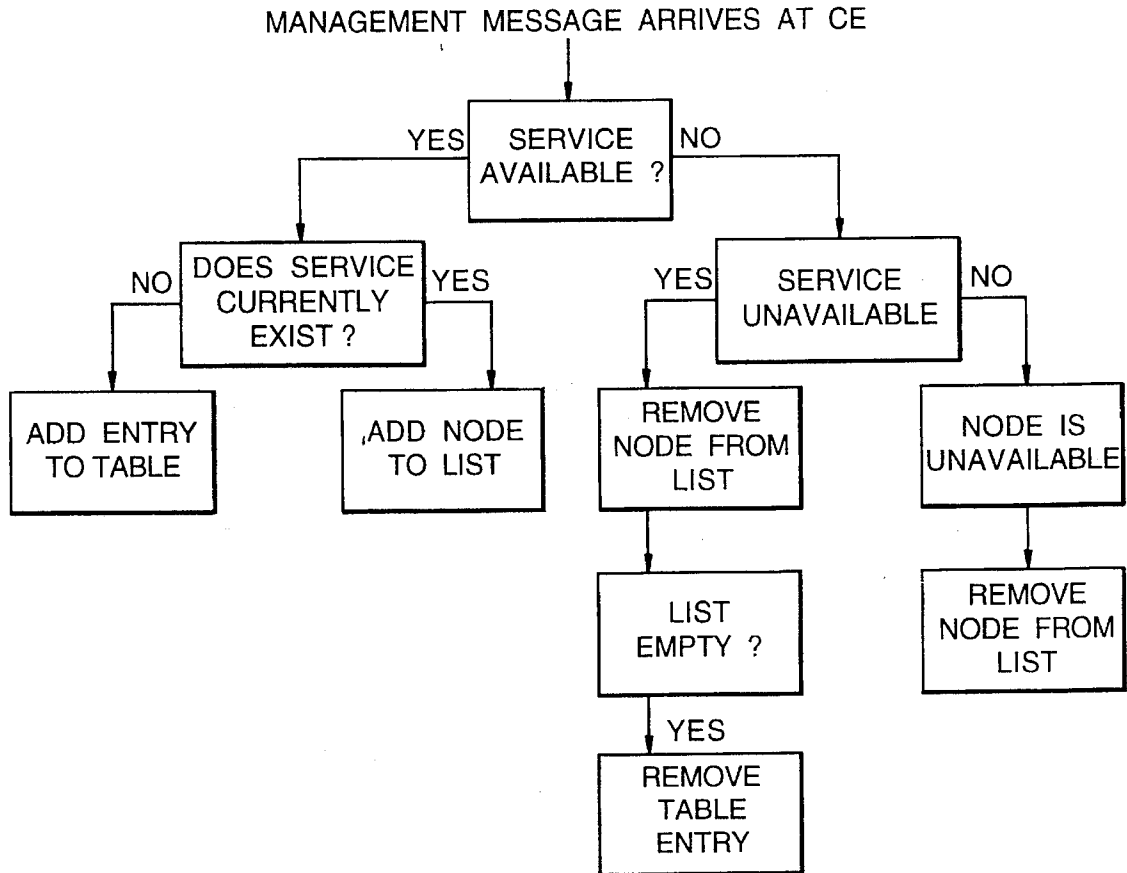 MANAGEMENT MESSAGE ARRIVES AT CE
YES
SERVICE
AVAILABLE ?
NO
NO
DOES SERVICE
CURRENTLY
EXIST ?
YES
YES
SERVICE
UNAVAILABLE
NO
ADD ENTRY
TO TABLE
ADD NODE
TO LIST
REMOVE
NODE FROM
LIST
NODE IS
UNAVAILABLE
LIST
EMPTY ?
REMOVE
NODE FROM
LIST
YES
REMOVE
TABLE
ENTRY